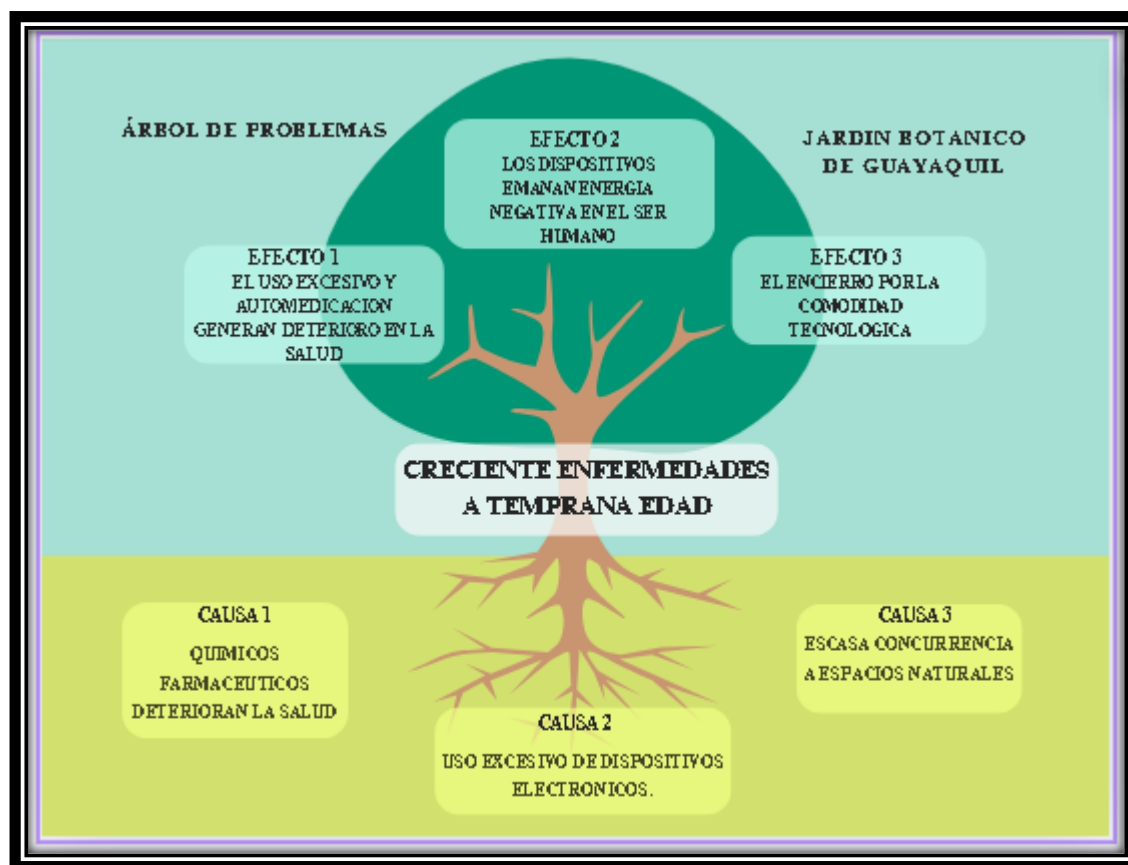 ÁRBOL DE PROBLEMAS
JARDIN BOTANICO
DE GUAYAQUIL
EFECTO 1
EL USO EXCESIVO Y
AUTOMEDICACION
GENERAN DETERIORO EN LA
SALUD
EFECTO 2
LOS DISPOSITIVOS
EMANAN ENERGIA
NEGATIVA EN EL SER
HUMANO
EFECTO 3
EL ENCIERRO POR LA
COMODIDAD
TECNOLOGICA
CRECIENTE ENFERMEDADES
A TEMPRANA EDAD
CAUSA 1
QUIMICOS
FARMACEUTICOS
DETERIORAN LA SALUD
CAUSA 2
USO EXCESIVO DE DISPOSITIVOS
ELECTRONICOS.
CAUSA 3
ESCASA CONCURRENCIA
A ESPACIOS NATURALES